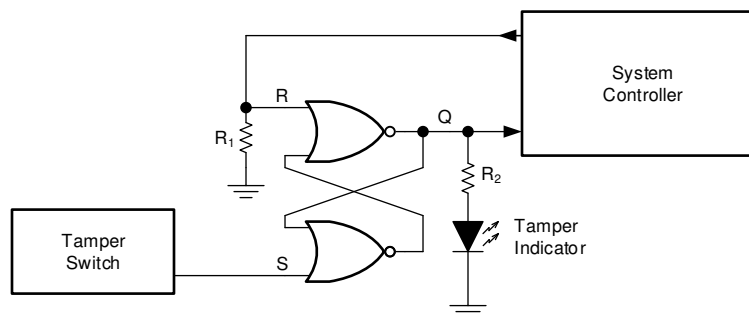 System
Controller
R
Q
R1
R2
Tamper
Switch
S
Tamper
Indicator